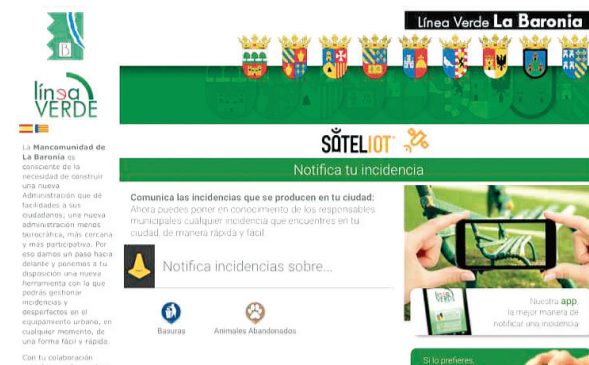 Línea Verde La Baronia
B
línea
VERDE
La Mancomunidad de
La Baronia es
consciente de la
necesidad de construir
una nueva
Administración que dé
facilidades a sus
ciudadanos; una nueva
administración menos
burocrática, más cercana
y más participativa. Por
eso damos un paso hacia
delante y ponemos a tu
disposición una nueva
herramienta con la que
podrás gestionar
incidencias y
desperfectos en el
equipamiento urbano, en
cualquier momento, de
una forma fácil y rápida.
Con tu colaboración
SATELIOT
Notifica tu incidencia
Comunica las incidencias que se producen en tu ciudad:
Ahora puedes poner en conocimiento de los responsables
municipales cualquier incidencia que encuentres en tu
ciudad, de manera rápida y fácil
Notifica incidencias sobre...
Basuras
Animales Abandonados
línea
VERDE
Nuestra app,
la mejor manera de
notificar una incidencia
Si lo prefieres,